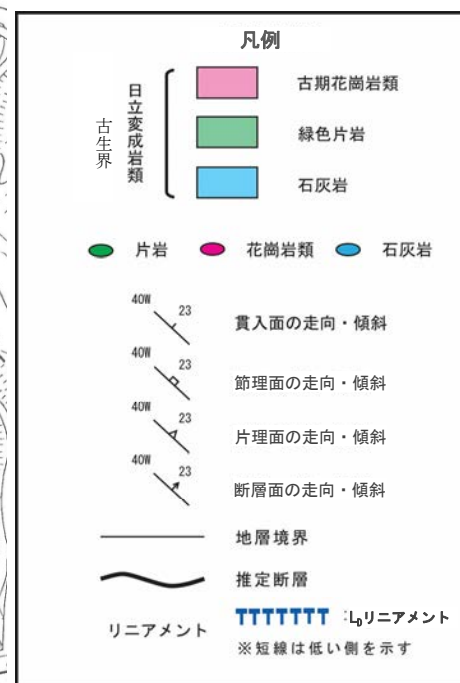 凡例
古生界
日立変成岩類
古期花崗岩類
緑色片岩
石灰岩
片岩 花崗岩類 石灰岩
40W 23 貫入面の走向・傾斜
40W 23 節理面の走向・傾斜
40W 23 片理面の走向・傾斜
40W 23 断層面の走向・傾斜
地層境界
推定断層
リニアメント :LDリニアメント
※短線は低い側を示す